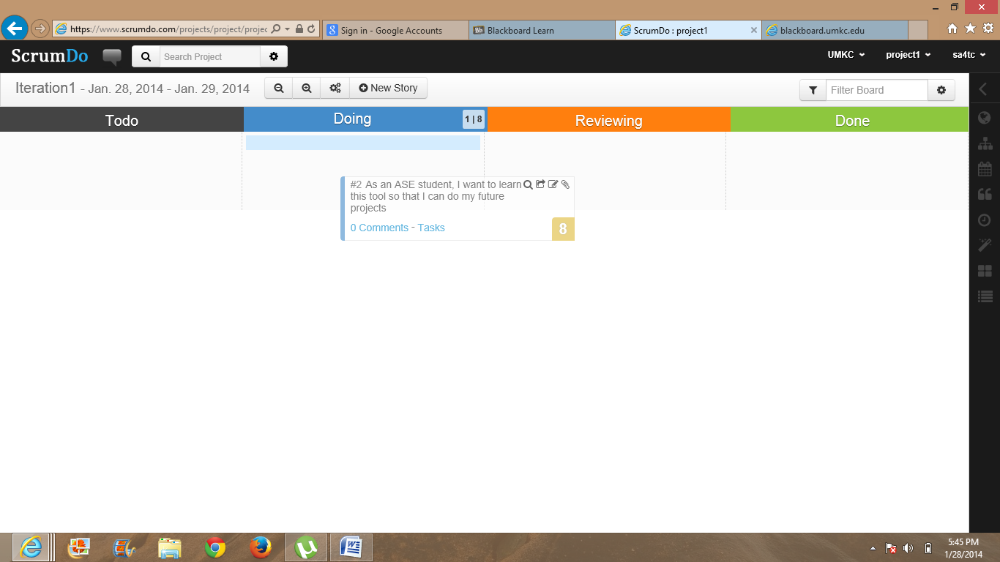 https://www.scrumdo.com/projects/project/projec
Sign in - Google Accounts
Bb Blackboard Learn
ScrumDo : project1
blackboard.umkc.edu
ScrumDo
Search Project
UMKC
project1
sa4tc
Iteration1 - Jan. 28, 2014 - Jan. 29, 2014
New Story
Filter Board
Todo
Doing
1 | 8
Reviewing
Done
#2 As an ASE student, I want to learn
this tool so that I can do my future
projects
0 Comments - Tasks
8
5:45 PM
1/28/2014